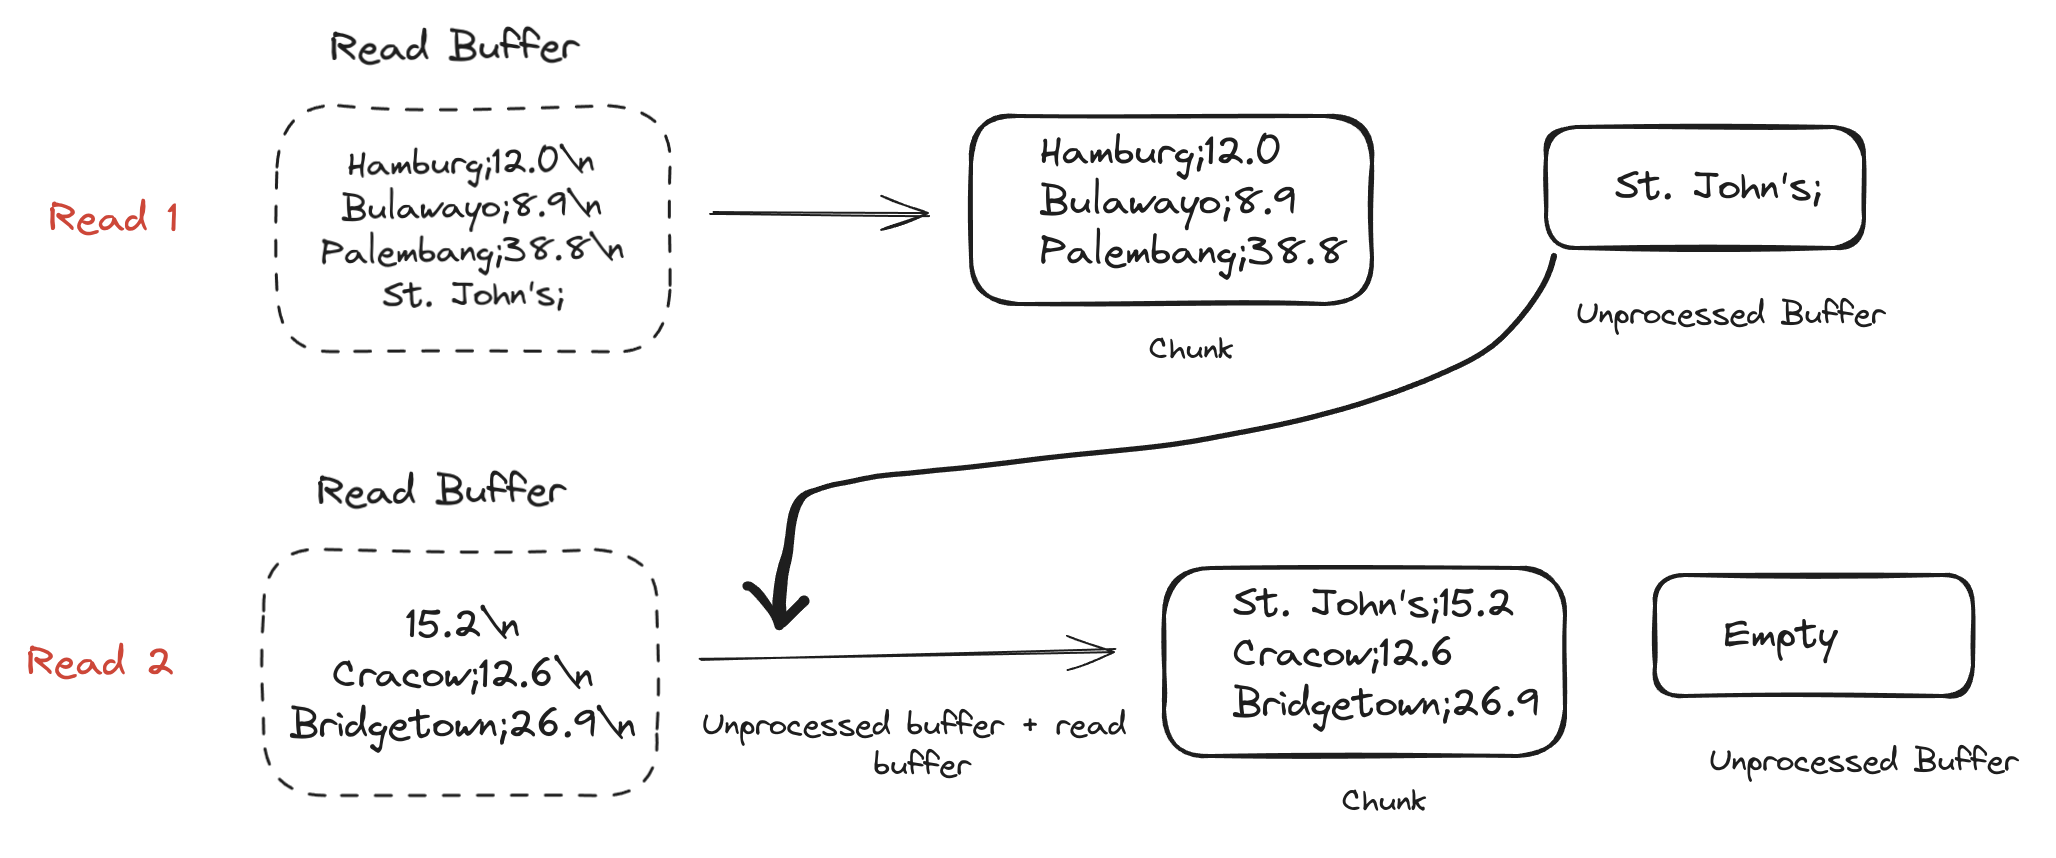 Read Buffer
Read 1
Hamburg;12.0\n
Bulawayo;8.9\n
Palembang;38.8\n
St. John's;
Hamburg;12.0
Bulawayo;8.9
Palembang;38.8
Chunk
St. John's;
Unprocessed Buffer
Read Buffer
Read 2
15.2\n
Cracow;12.6\n
Bridgetown;26.9\n
Unprocessed buffer + read
buffer
St. John's;15.2
Cracow;12.6
Bridgetown;26.9
Chunk
Empty
Unprocessed Buffer